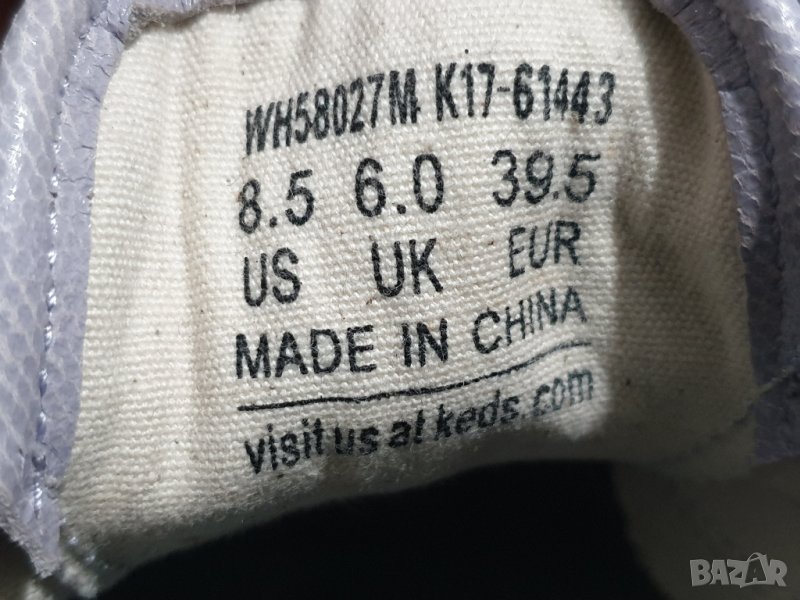 WH58027M K17-61443
8.5 6.0 39.5
US UK EUR
MADE IN CHINA
visit us at keds.com
BAZAR